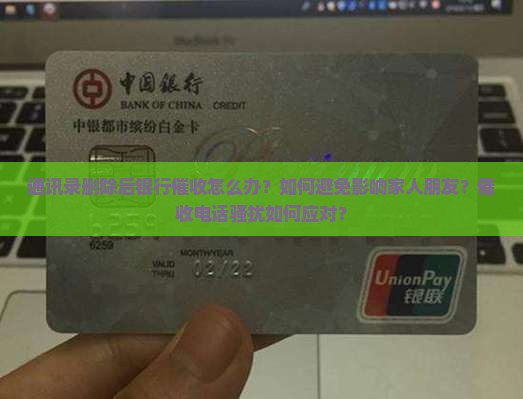 中国银行
BANK OF CHINA CREDIT
中银都市缤纷白金卡
通讯录删除后银行催收怎么办？如何避免影响家人朋友？催
收电话骚扰如何应对？
6259
MONTH/YEAR
VALID
THRU
02/22
UnionPay
银联